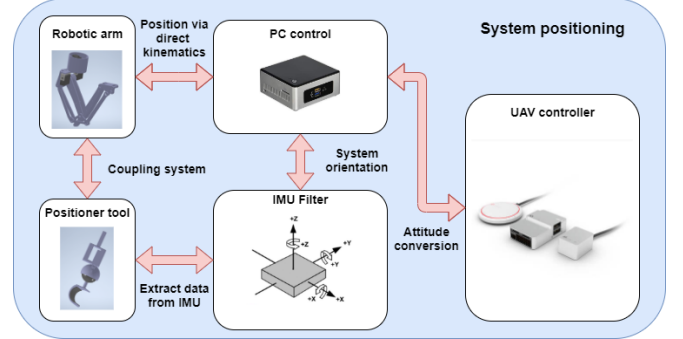 System positioning
Robotic arm
Position via
direct
kinematics
PC control
UAV controller
Coupling system
System
orientation
Positioner tool
IMU Filter
Attitude
conversion
Extract data
from IMU
+Z
+Z
+Y
+Y
+X
+X